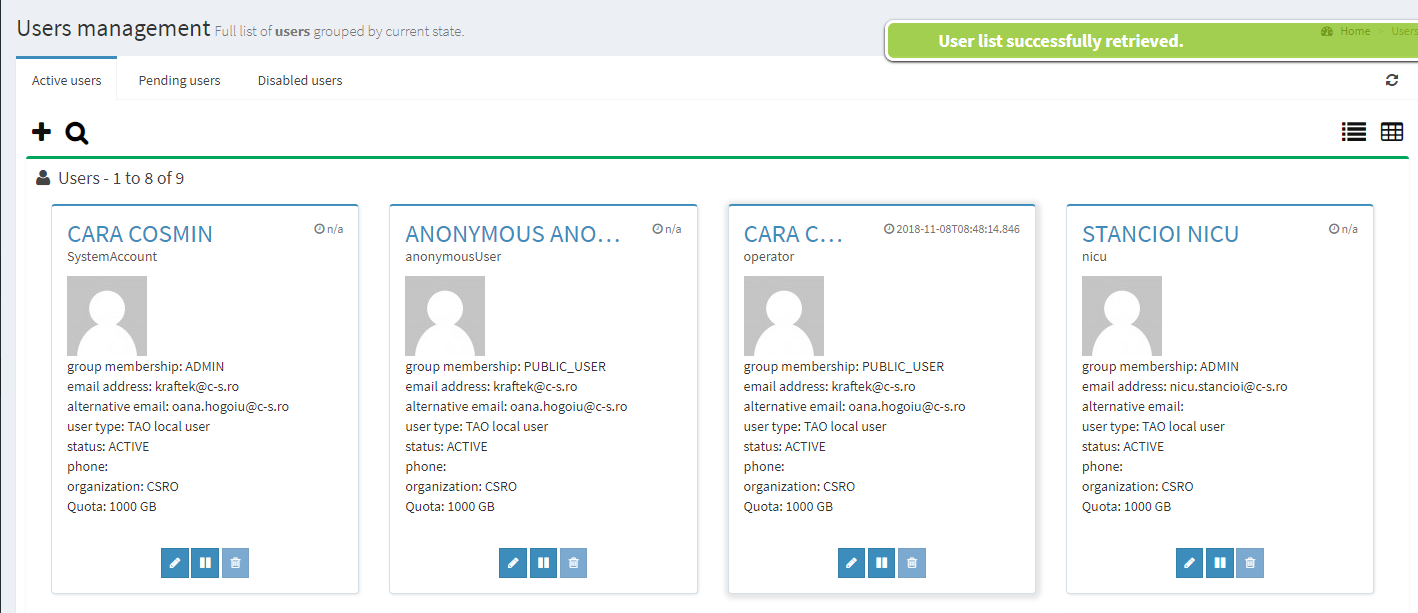 Users management Full list of users grouped by current state.
User list successfully retrieved.
Home > Users
Active users
Pending users
Disabled users
Users - 1 to 8 of 9
CARA COSMIN
n/a
SystemAccount
group membership: ADMIN
email address: kraftek@c-s.ro
alternative email: oana.hogoiu@c-s.ro
user type: TAO local user
status: ACTIVE
phone:
organization: CSRO
Quota: 1000 GB
ANONYMOUS ANO...
n/a
anonymousUser
group membership: PUBLIC_USER
email address: kraftek@c-s.ro
alternative email: oana.hogoiu@c-s.ro
user type: TAO local user
status: ACTIVE
phone:
organization: CSRO
Quota: 1000 GB
CARA C...
2018-11-08T08:48:14.846
operator
group membership: PUBLIC_USER
email address: kraftek@c-s.ro
alternative email: oana.hogoiu@c-s.ro
user type: TAO local user
status: ACTIVE
phone:
organization: CSRO
Quota: 1000 GB
STANCIOI NICU
n/a
nicu
group membership: ADMIN
email address: nicu.stancioi@c-s.ro
alternative email:
user type: TAO local user
status: ACTIVE
phone:
organization: CSRO
Quota: 1000 GB